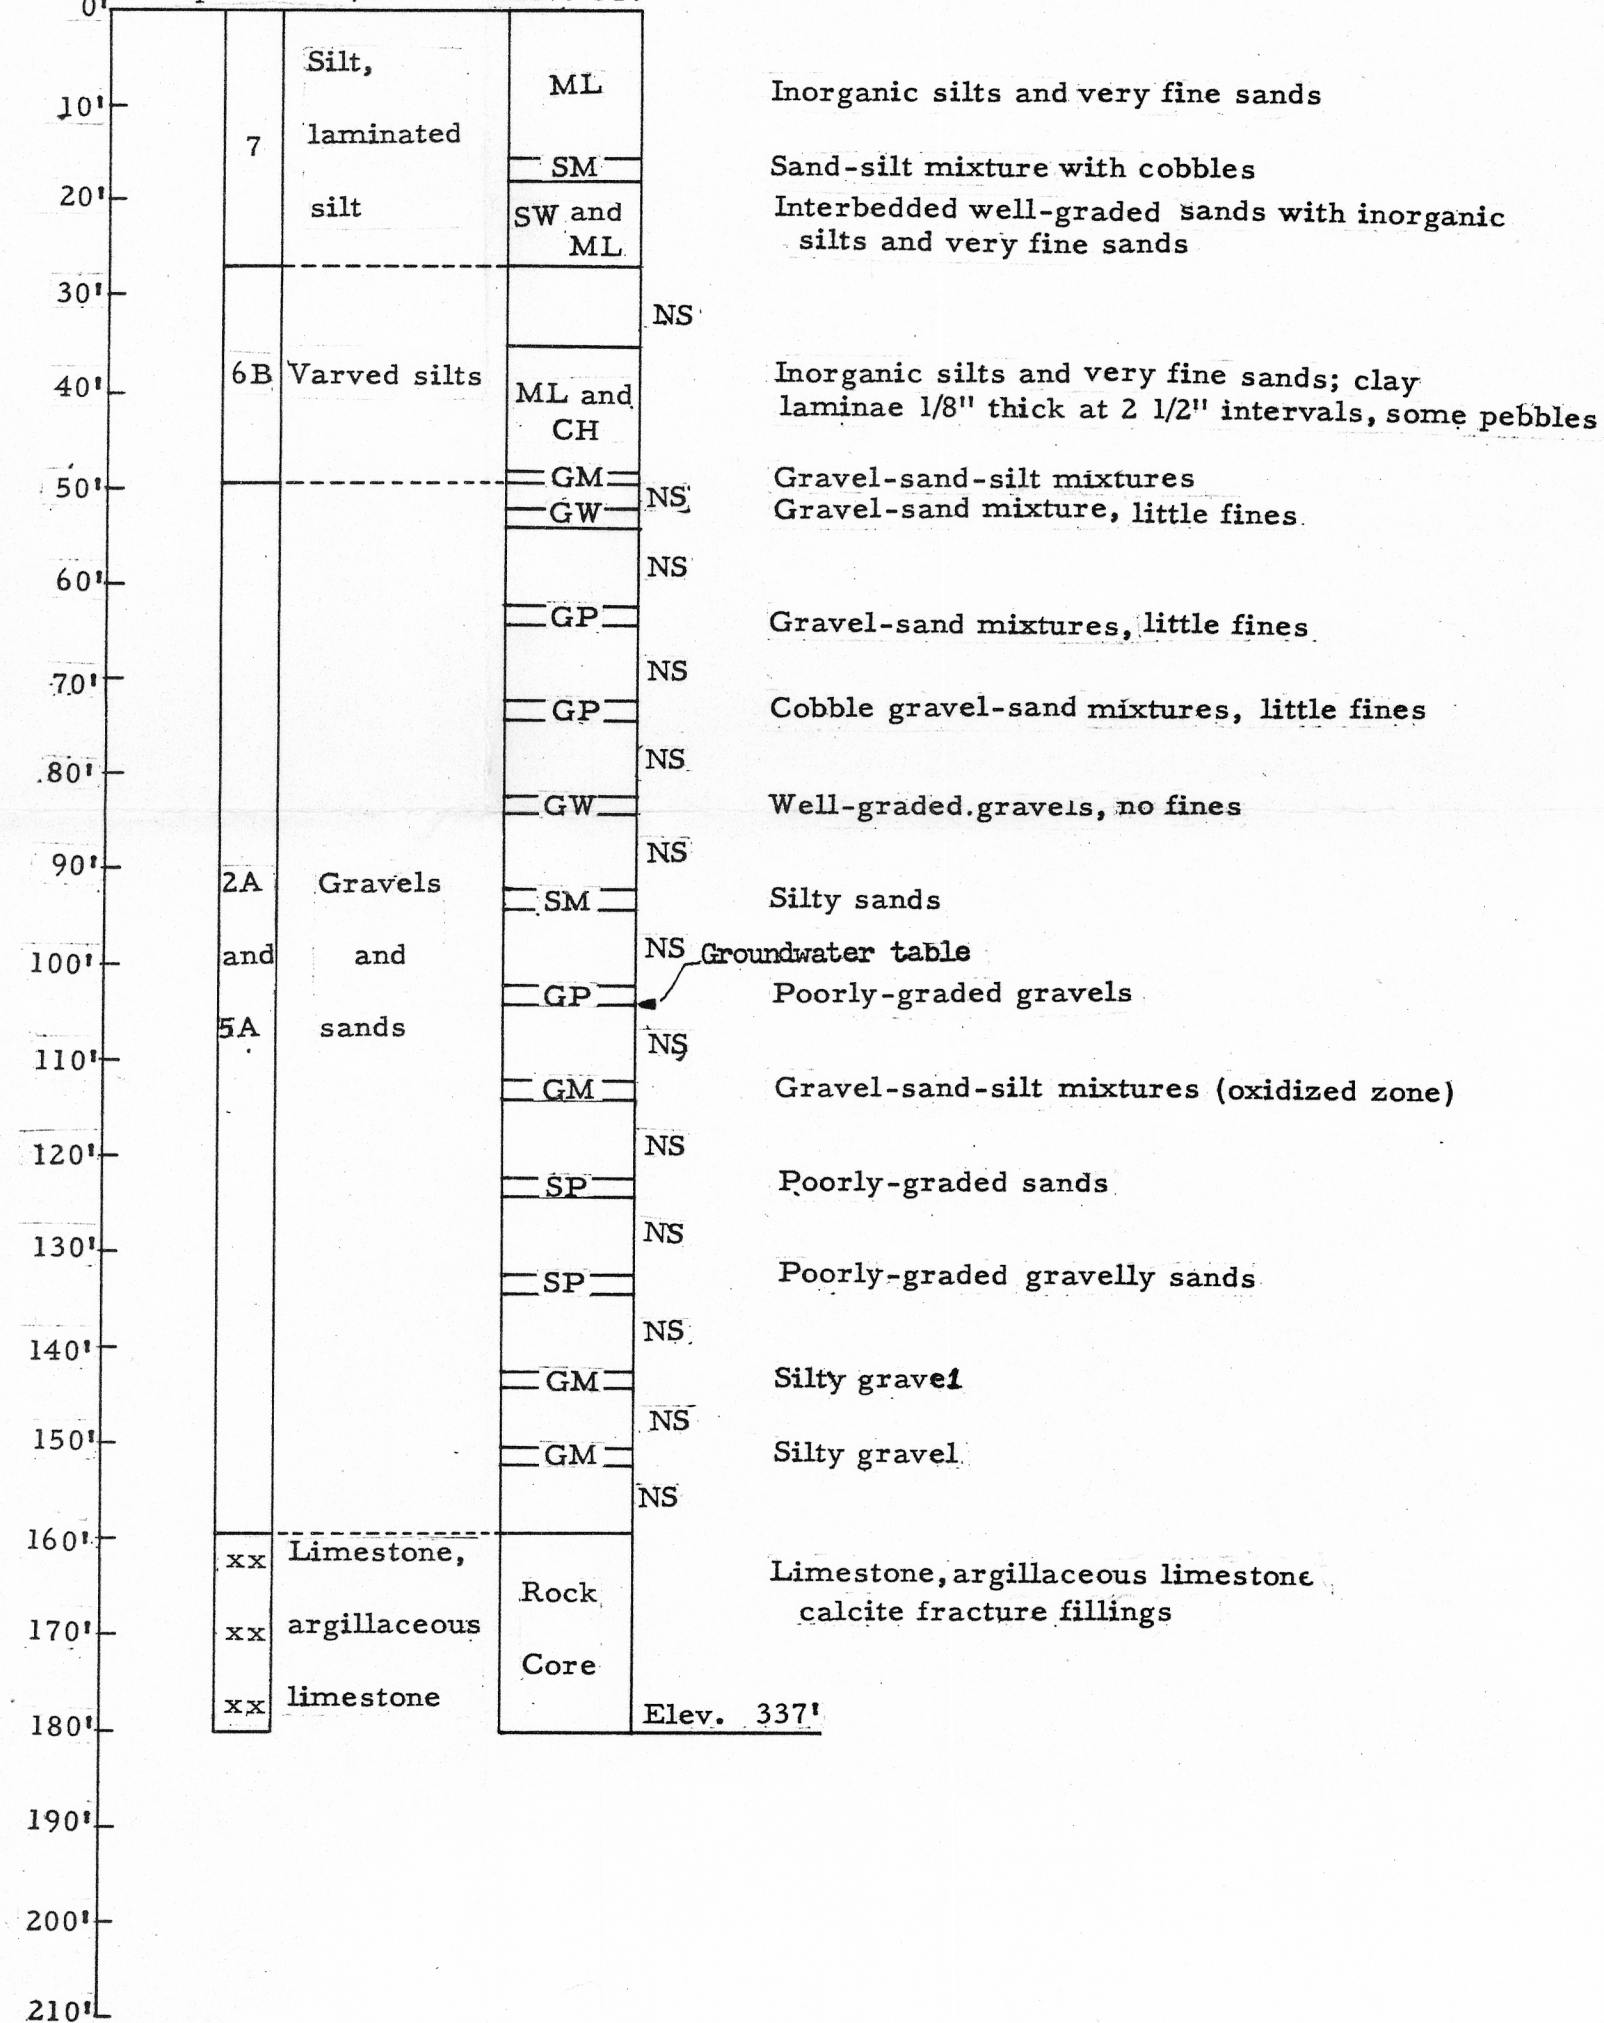 0'
Silt,
ML
Inorganic silts and very fine sands
10'
7
laminated
SM
Sand-silt mixture with cobbles
20'
silt
SW and
ML
Interbedded well-graded sands with inorganic
silts and very fine sands
30'
NS
40'
6B
Varved silts
ML and
CH
Inorganic silts and very fine sands; clay
laminae 1/8" thick at 2 1/2" intervals, some pebbles
GM
Gravel-sand-silt mixtures
50'
NS
GW
Gravel-sand mixture, little fines
NS
60'
GP
Gravel-sand mixtures, little fines
70'
NS
GP
Cobble gravel-sand mixtures, little fines
80'
NS
GW
Well-graded gravels, no fines
90'
NS
2A
Gravels
SM
Silty sands
100'
and
and
NS
Groundwater table
GP
Poorly-graded gravels
5A
sands
110'
NS
GM
Gravel-sand-silt mixtures (oxidized zone)
120'
NS
SP
Poorly-graded sands
130'
NS
SP
Poorly-graded gravelly sands
140'
NS
GM
Silty gravel
150'
NS
GM
Silty gravel
NS
160'
xx
Limestone,
Rock
Limestone, argillaceous limestone
calcite fracture fillings
170'
xx
argillaceous
Core
xx
limestone
180'
Elev. 337'
190'
200'
210'